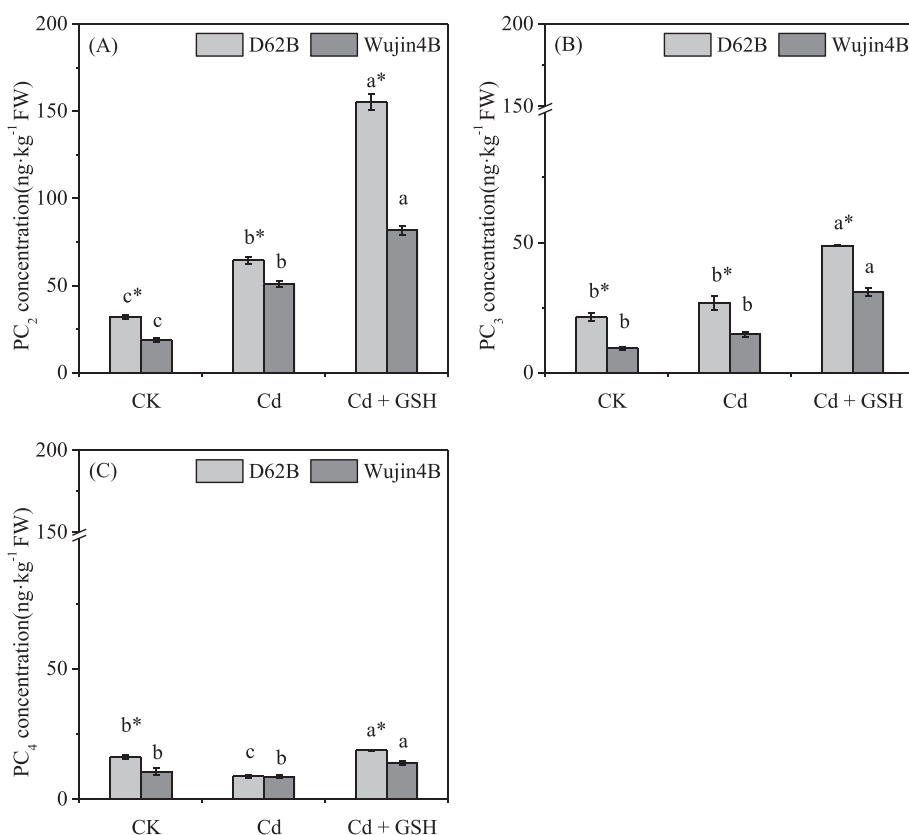 (A) D62B Wujin4B
PC₂ concentration(ng·kg⁻¹ FW)
200
150
100
50
0
c* c b* b a* a
CK Cd Cd + GSH
(B) D62B Wujin4B
PC₃ concentration(ng·kg⁻¹ FW)
200
150
50
0
b* b b* b a* a
CK Cd Cd + GSH
(C) D62B Wujin4B
PC₄ concentration(ng·kg⁻¹ FW)
200
150
50
0
b* b c b a* a
CK Cd Cd + GSH